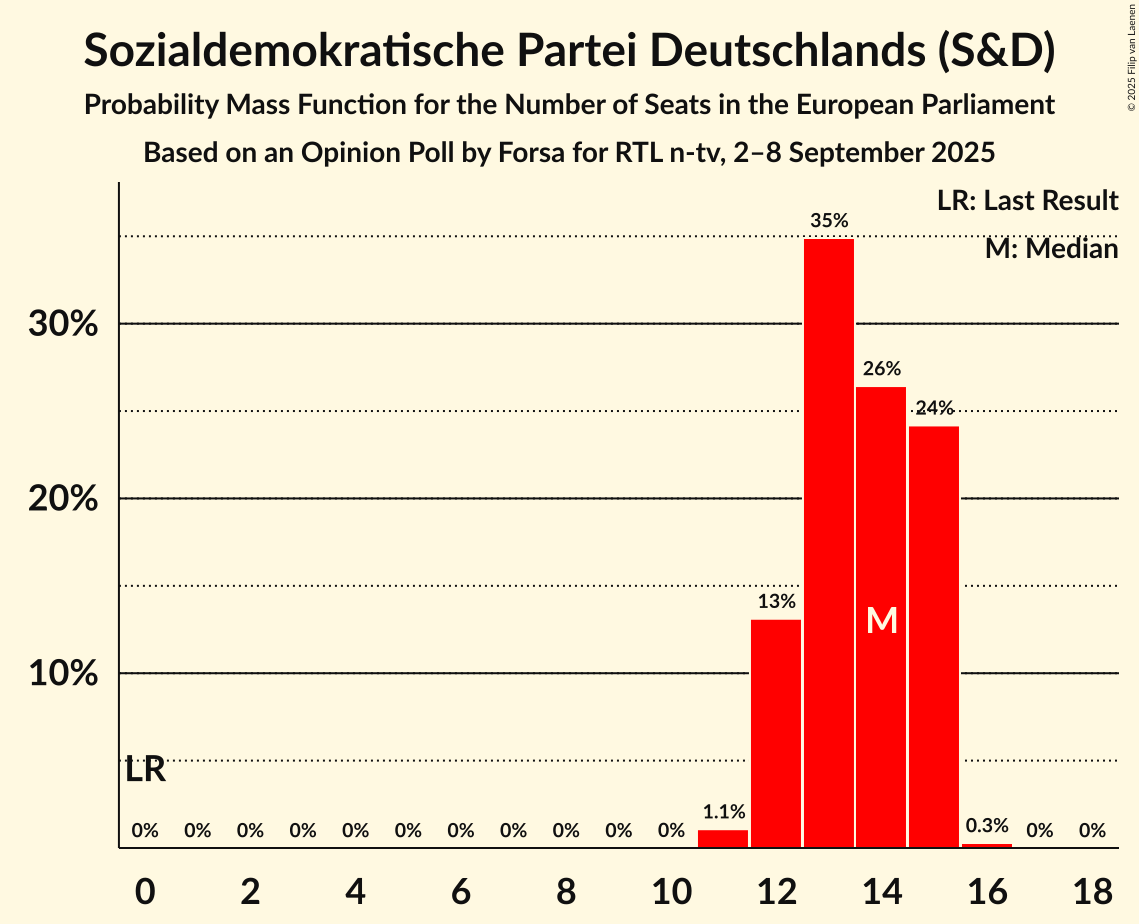 Sozialdemokratische Partei Deutschlands (S&D)
Probability Mass Function for the Number of Seats in the European Parliament
Based on an Opinion Poll by Forsa for RTL n-tv, 2–8 September 2025
© 2025 Filip van Laenen
LR: Last Result
M: Median
35%
30%
26%
24%
20%
13%
M
10%
LR
1.1%
0% 0% 0% 0% 0% 0% 0% 0% 0% 0% 0% 0.3% 0% 0%
0 2 4 6 8 10 12 14 16 18